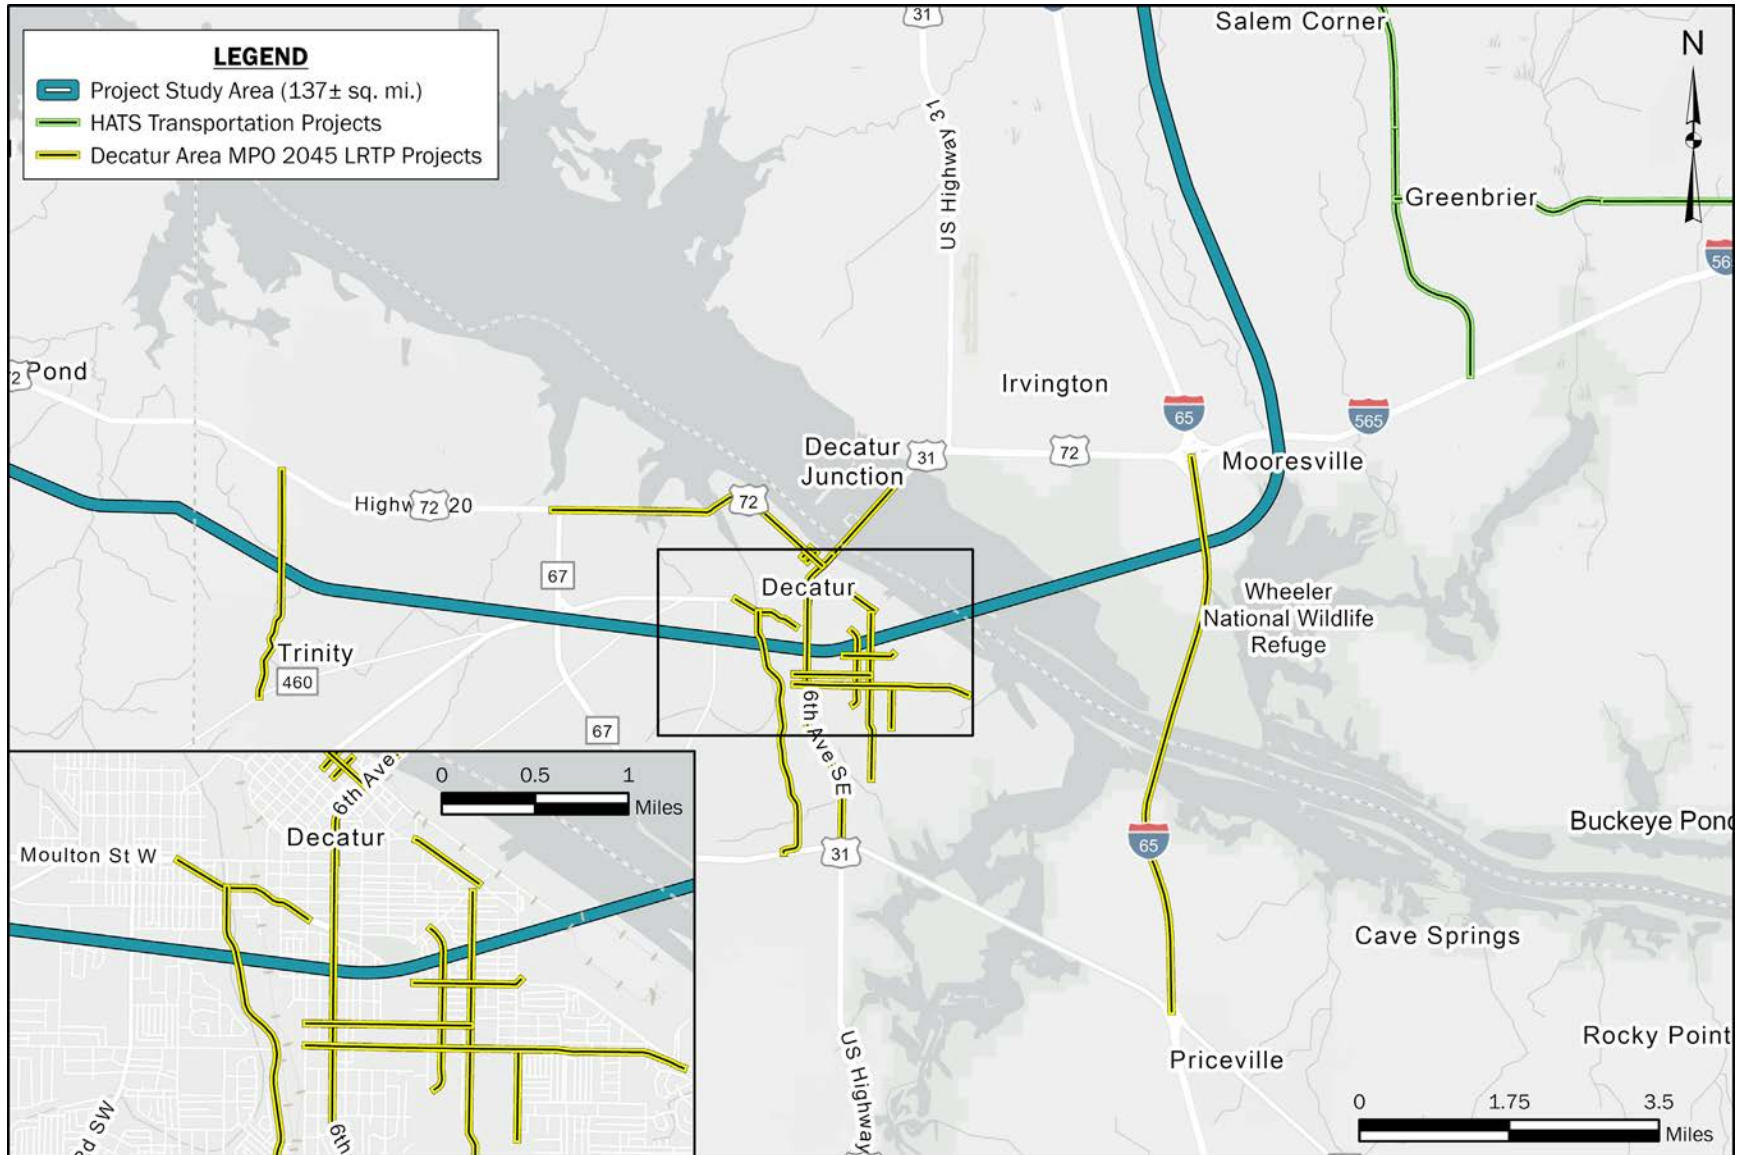 31
Salem Corner
N
LEGEND
Project Study Area (137± sq. mi.)
HATS Transportation Projects
Decatur Area MPO 2045 LRTP Projects
US Highway 31
Greenbrier
Pond
Irvington
65
565
Decatur
Junction
31
72
Mooresville
Highw 72 20
72
67
Decatur
Wheeler
National Wildlife
Refuge
Trinity
460
67
6th Ave SE
0 0.5 1
Miles
6th Ave
Decatur
Moulton St W
31
65
Buckeye Pond
Cave Springs
Rocky Point
US Highway
Priceville
6th
0 1.75 3.5
Miles